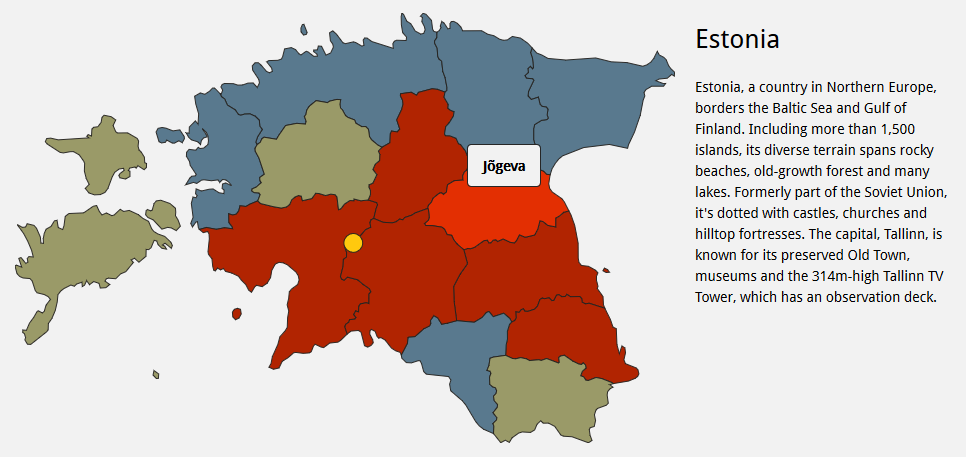 Jõgeva
Estonia
Estonia, a country in Northern Europe,
borders the Baltic Sea and Gulf of
Finland. Including more than 1,500
islands, its diverse terrain spans rocky
beaches, old-growth forest and many
lakes. Formerly part of the Soviet Union,
it's dotted with castles, churches and
hilltop fortresses. The capital, Tallinn, is
known for its preserved Old Town,
museums and the 314m-high Tallinn TV
Tower, which has an observation deck.